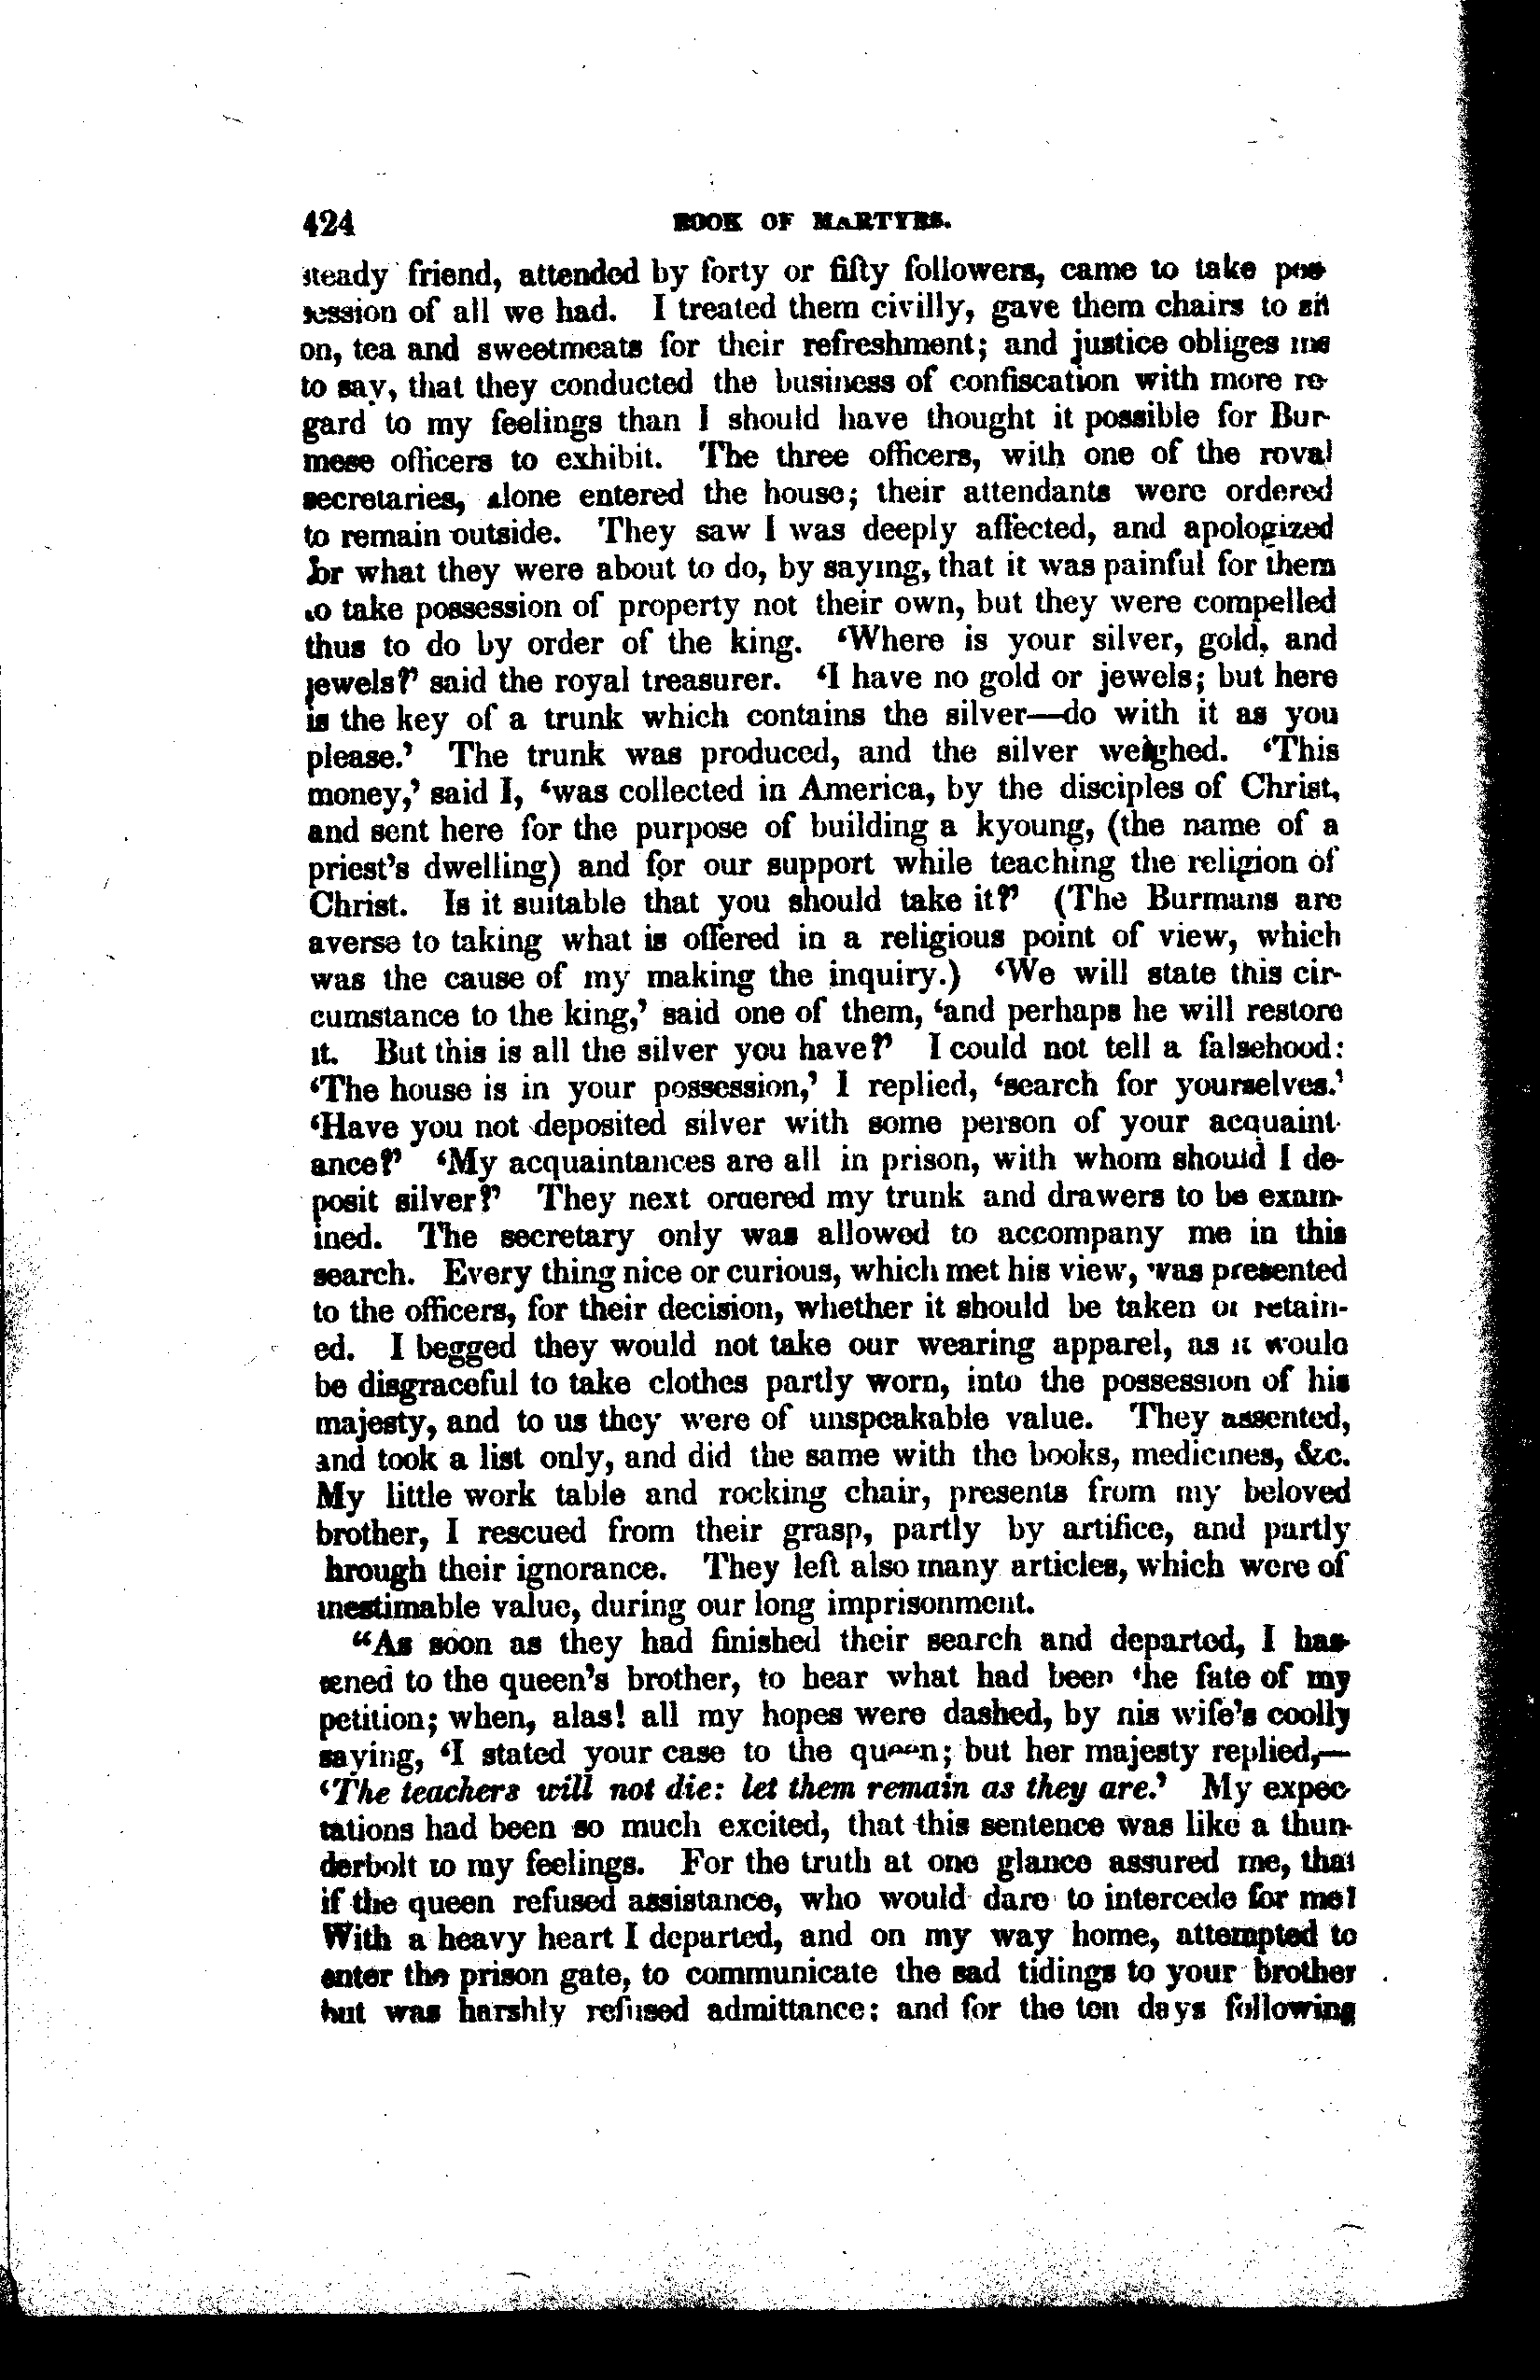 424 BOOK OF MARTYRS.
steady friend, attended by forty or fifty followers, came to take pos-
session of all we had. I treated them civilly, gave them chairs to sit
on, tea and sweetmeats for their refreshment; and justice obliges me
to say, that they conducted the business of confiscation with more re-
gard to my feelings than I should have thought it possible for Bur-
mese officers to exhibit. The three officers, with one of the royal
secretaries, alone entered the house; their attendants were ordered
to remain outside. They saw I was deeply affected, and apologized
for what they were about to do, by saying, that it was painful for them
to take possession of property not their own, but they were compelled
thus to do by order of the king. 'Where is your silver, gold, and
jewels?' said the royal treasurer. 'I have no gold or jewels; but here
is the key of a trunk which contains the silver—do with it as you
please.' The trunk was produced, and the silver weighed. 'This
money,' said I, 'was collected in America, by the disciples of Christ,
and sent here for the purpose of building a kyoung, (the name of a
priest's dwelling) and for our support while teaching the religion of
Christ. Is it suitable that you should take it?' (The Burmans are
averse to taking what is offered in a religious point of view, which
was the cause of my making the inquiry.) 'We will state this cir-
cumstance to the king,' said one of them, 'and perhaps he will restore
it. But this is all the silver you have?' I could not tell a falsehood:
'The house is in your possession,' I replied, 'search for yourselves.'
'Have you not deposited silver with some person of your acquaint-
ance?' 'My acquaintances are all in prison, with whom should I de-
posit silver?' They next ordered my trunk and drawers to be exam-
ined. The secretary only was allowed to accompany me in this
search. Every thing nice or curious, which met his view, was presented
to the officers, for their decision, whether it should be taken or retain-
ed. I begged they would not take our wearing apparel, as it would
be disgraceful to take clothes partly worn, into the possession of his
majesty, and to us they were of unspeakable value. They assented,
and took a list only, and did the same with the books, medicines, &c.
My little work table and rocking chair, presents from my beloved
brother, I rescued from their grasp, partly by artifice, and partly
hrough their ignorance. They left also many articles, which were of
inestimable value, during our long imprisonment.
"As soon as they had finished their search and departed, I has-
tened to the queen's brother, to hear what had been the fate of my
petition; when, alas! all my hopes were dashed, by his wife's coolly
saying, 'I stated your case to the queen; but her majesty replied,—
'The teachers will not die: let them remain as they are.' My expec-
tations had been so much excited, that this sentence was like a thun-
derbolt to my feelings. For the truth at one glance assured me, that
if the queen refused assistance, who would dare to intercede for me?
With a heavy heart I departed, and on my way home, attempted to
enter the prison gate, to communicate the sad tidings to your brother
but was harshly refused admittance; and for the ten days following